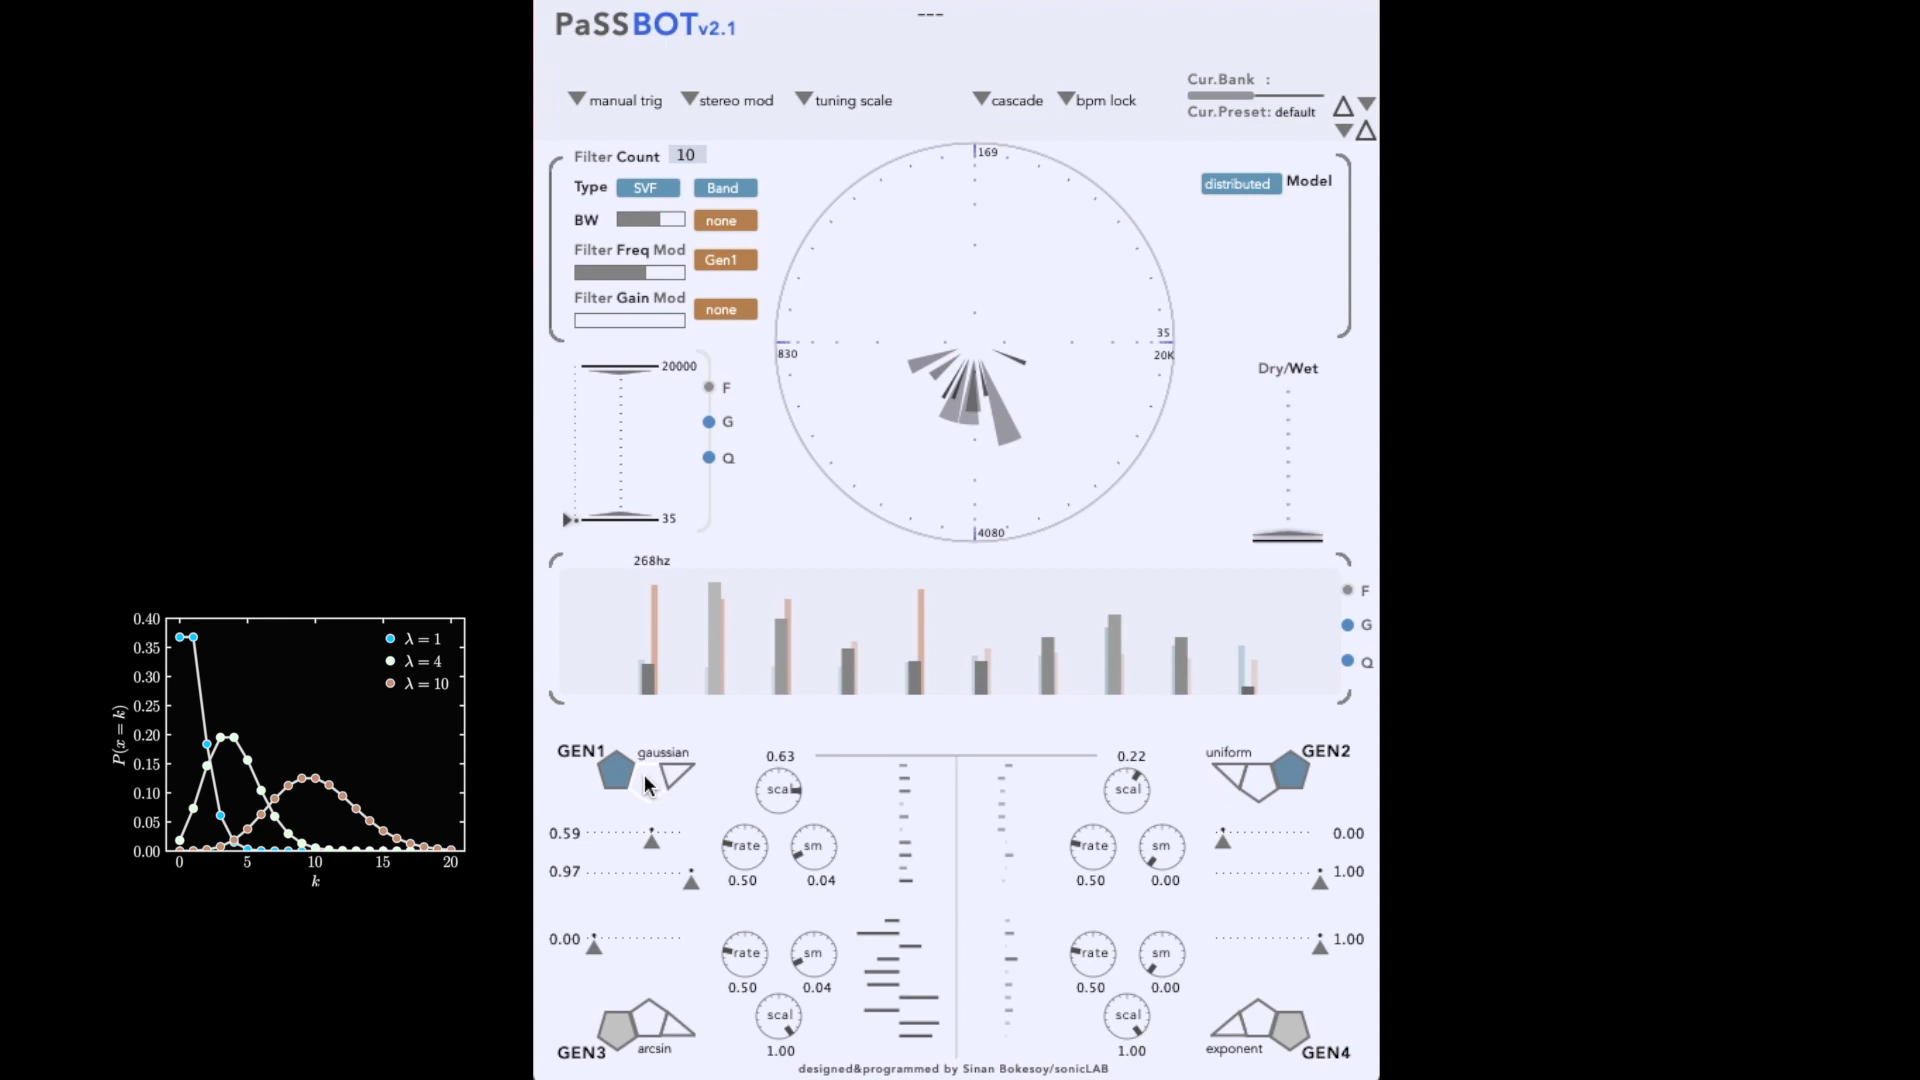 ---
PaSSBOTv2.1
manual trig
stereo mod
tuning scale
cascade
bpm lock
Cur.Bank :
Cur.Preset: default
Filter Count 10
Type SVF Band
BW none
Filter Freq Mod
Gen1
Filter Gain Mod
none
distributed Model
169
35
20K
830
4080
20000
35
F
G
Q
Dry/Wet
268hz
F
G
Q
0.40
0.35
0.30
0.25
0.20
0.15
0.10
0.05
0.00
0 5 10 15 20
P(x = k)
k
λ = 1
λ = 4
λ = 10
GEN1
gaussian
0.63
scal
0.59
0.97
rate
sm
0.50
0.04
0.22
scal
uniform
GEN2
rate
sm
0.50
0.00
0.00
1.00
0.00
rate
sm
0.50
0.04
scal
1.00
GEN3
arcsin
rate
sm
0.50
0.00
1.00
scal
1.00
exponent
GEN4
designed&programmed by Sinan Bokesoy/sonicLAB